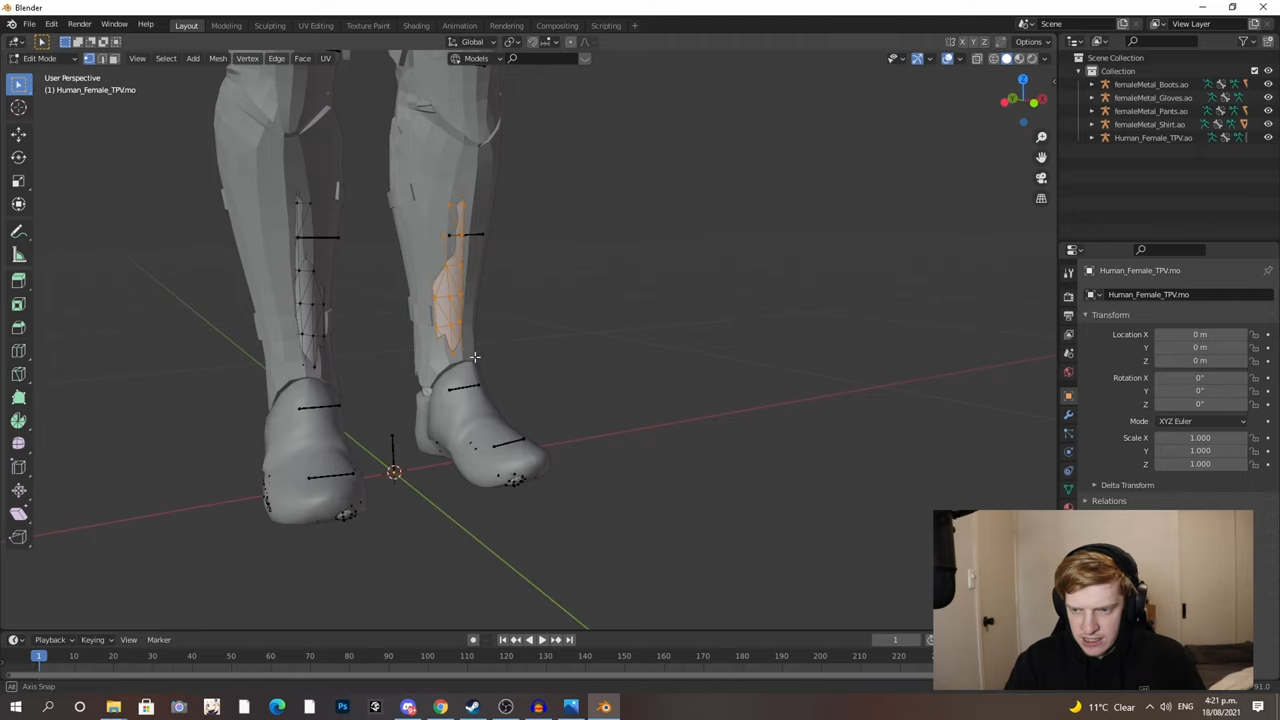 Blender
File Edit Render Window Help Layout Modeling Sculpting UV Editing Texture Paint Shading Animation Rendering Compositing Scripting + Scene View Layer
Global X Y Z Options
Edit Mode View Select Add Mesh Vertex Edge Face UV Models
User Perspective
(1) Human_Female_TPV.mo
Scene Collection
Collection
femaleMetal_Boots.ao
femaleMetal_Gloves.ao
femaleMetal_Pants.ao
femaleMetal_Shirt.ao
Human_Female_TPV.ao
Human_Female_TPV.mo
Human_Female_TPV.mo
Transform
Location X 0 m
Y 0 m
Z 0 m
Rotation X 0°
Y 0°
Z 0°
Mode XYZ Euler
Scale X 1.000
Y 1.000
Z 1.000
Delta Transform
Relations
Playback Keying View Marker 1
1 10 20 30 40 50 60 70 80 90 100 110 120 130 140 150 160 170 180 190 200 210 220
Axis Snap 91.0
11°C Clear ENG 4:21 p.m.
18/08/2021